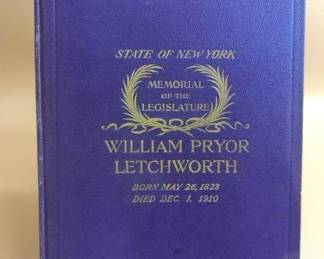 STATE OF NEW YORK
MEMORIAL
OF THE
LEGISLATURE
WILLIAM PRYOR
LETCHWORTH
BORN MAY 26, 1823
DIED DEC. 1, 1910